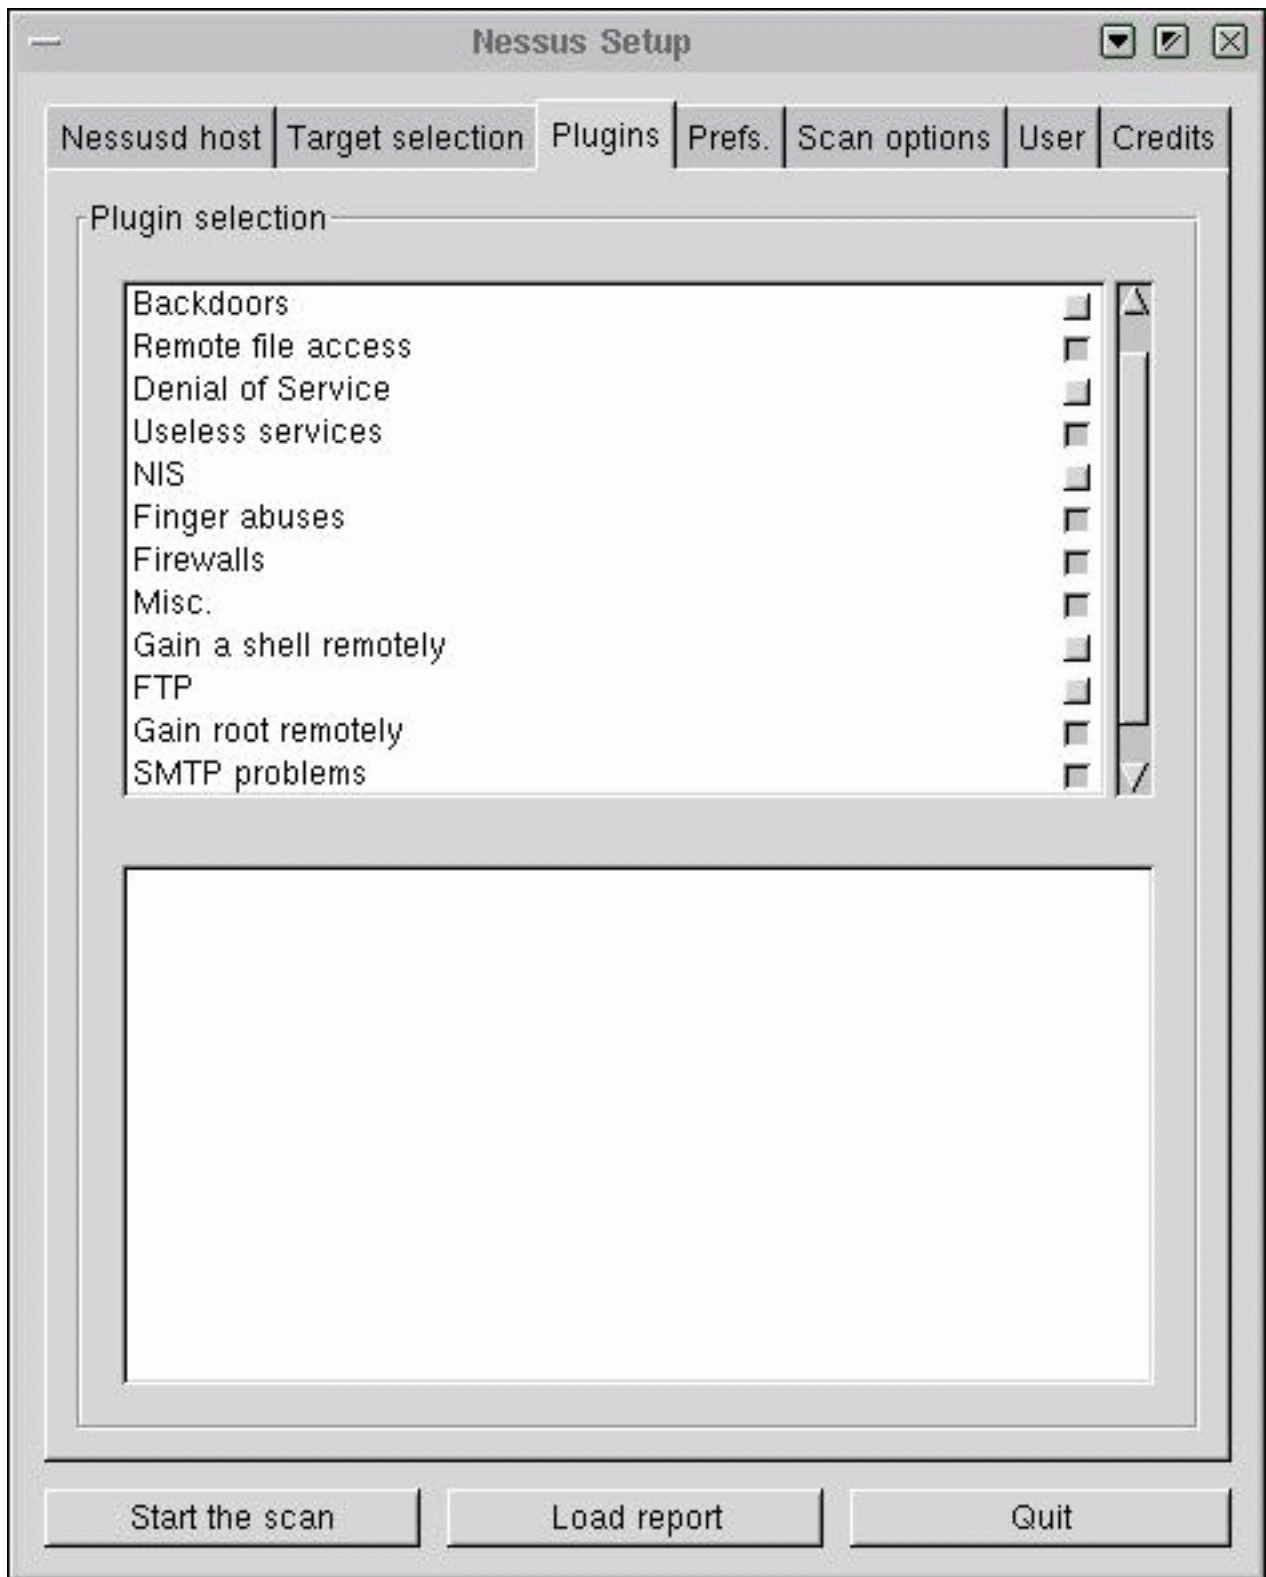 Nessus Setup
Nessusd host Target selection Plugins Prefs. Scan options User Credits
Plugin selection
Backdoors
Remote file access
Denial of Service
Useless services
NIS
Finger abuses
Firewalls
Misc.
Gain a shell remotely
FTP
Gain root remotely
SMTP problems
Start the scan Load report Quit